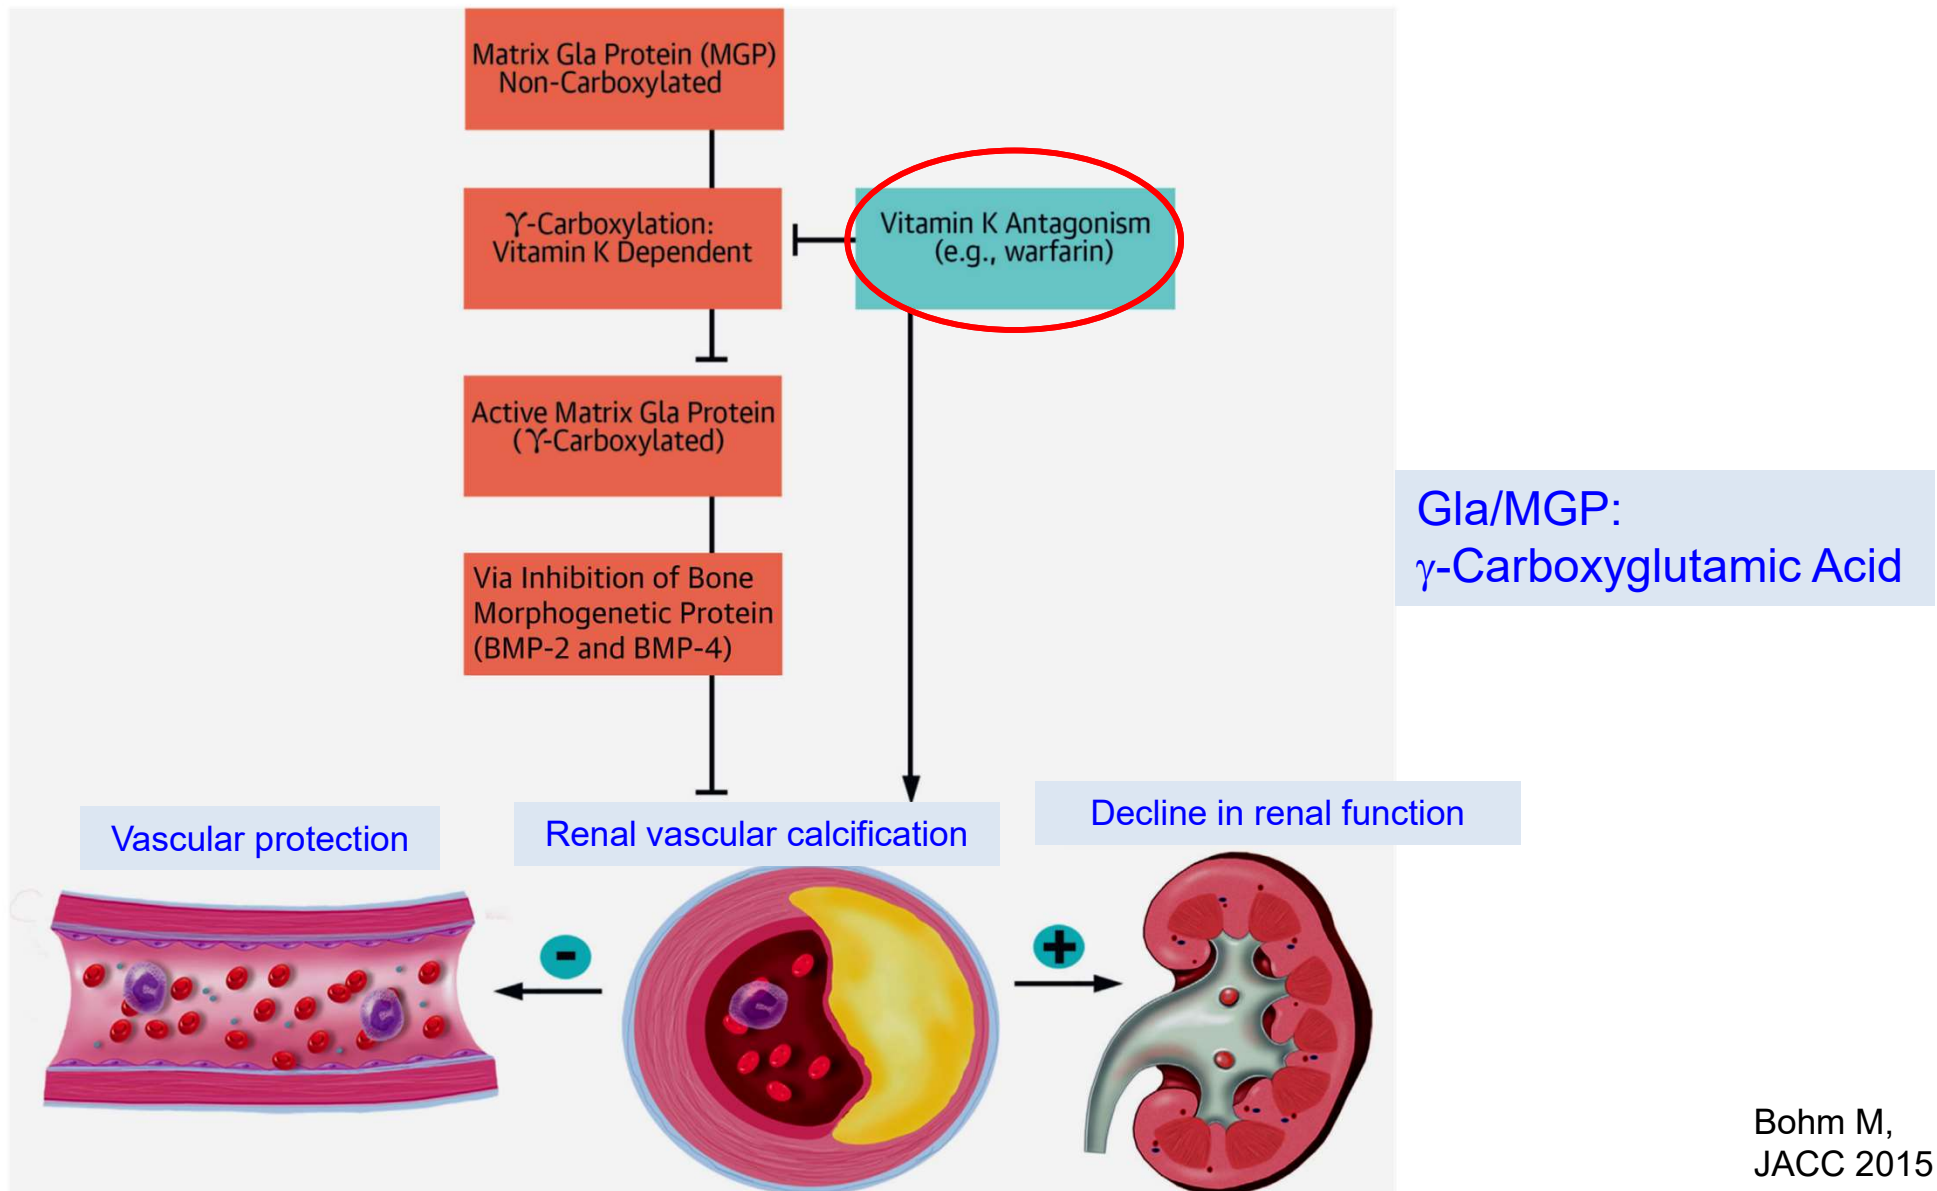 Matrix Gla Protein (MGP)
Non-Carboxylated
γ-Carboxylation:
Vitamin K Dependent
Vitamin K Antagonism
(e.g., warfarin)
Active Matrix Gla Protein
(γ-Carboxylated)
Gla/MGP:
γ-Carboxyglutamic Acid
Via Inhibition of Bone
Morphogenetic Protein
(BMP-2 and BMP-4)
Vascular protection
Renal vascular calcification
Decline in renal function
-
+
Bohm M,
JACC 2015